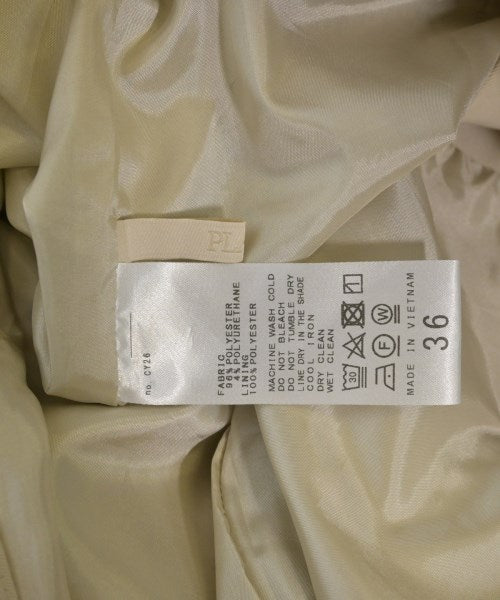 PL
no. CY26
FABRIC
96% POLYESTER
4% POLYURETHANE
LINING
100% POLYESTER
MACHINE WASH COLD
DO NOT BLEACH
DO NOT TUMBLE DRY
LINE DRY IN THE SHADE
COOL IRON
DRY CLEAN
WET CLEAN
30
F
W
MADE IN VIETNAM
36